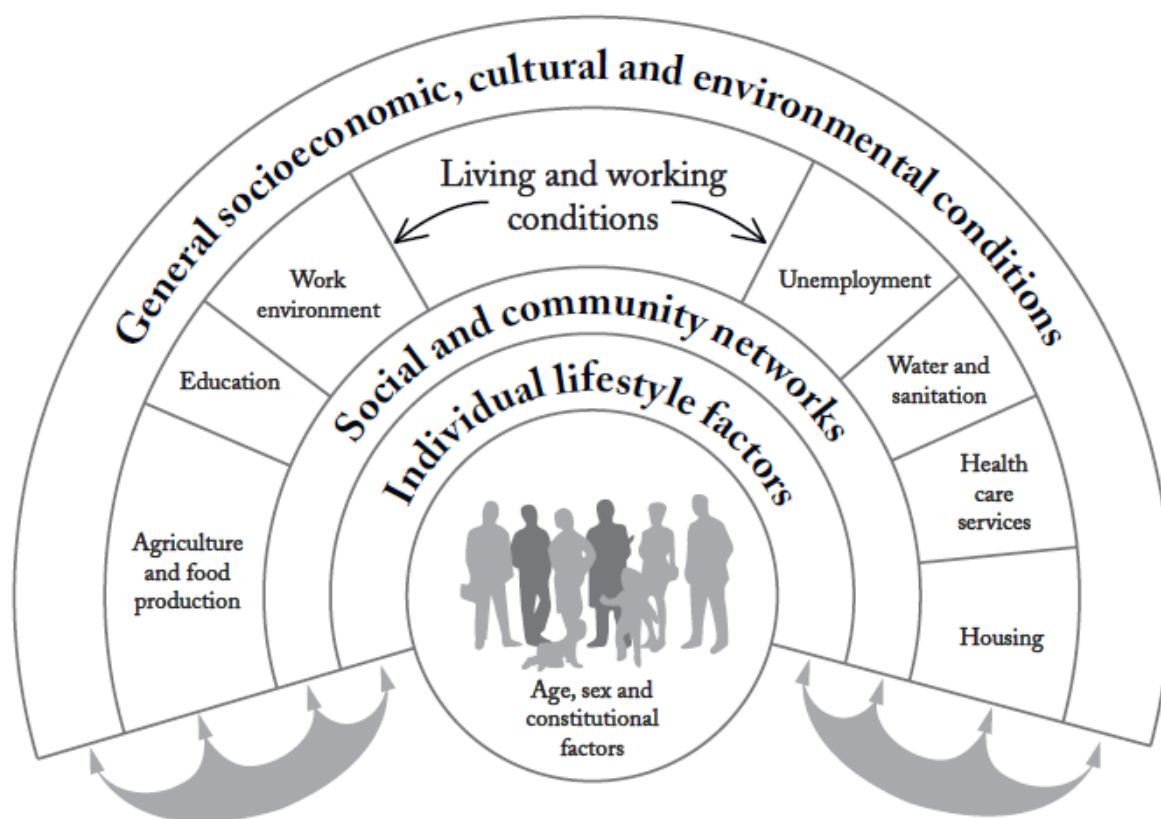 General socioeconomic, cultural and environmental conditions
Living and working
conditions
Work
environment
Unemployment
Education
Water and
sanitation
Agriculture
and food
production
Health
care
services
Housing
Social and community networks
Individual lifestyle factors
Age, sex and
constitutional
factors